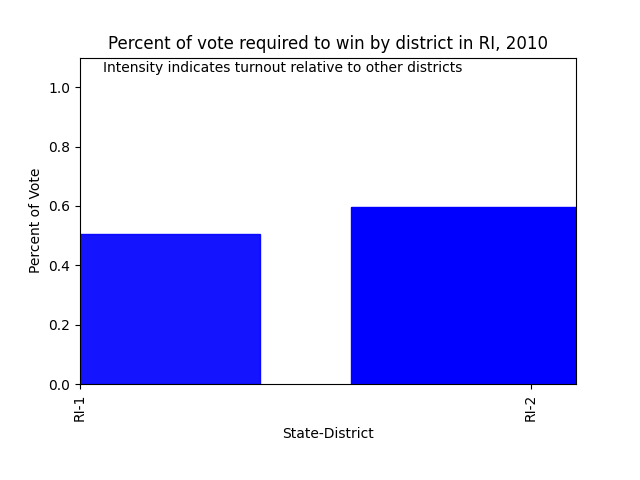 Percent of vote required to win by district in RI, 2010
Intensity indicates turnout relative to other districts
1.0
0.8
0.6
0.4
0.2
0.0
Percent of Vote
RI-1
RI-2
State-District